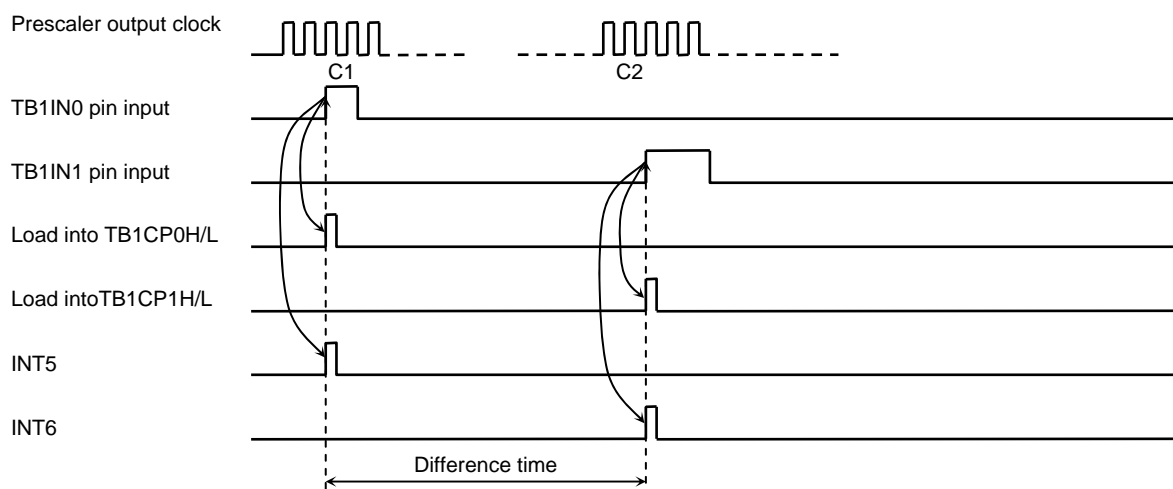 Prescaler output clock
C1
C2
TB1IN0 pin input
TB1IN1 pin input
Load into TB1CP0H/L
Load intoTB1CP1H/L
INT5
INT6
Difference time